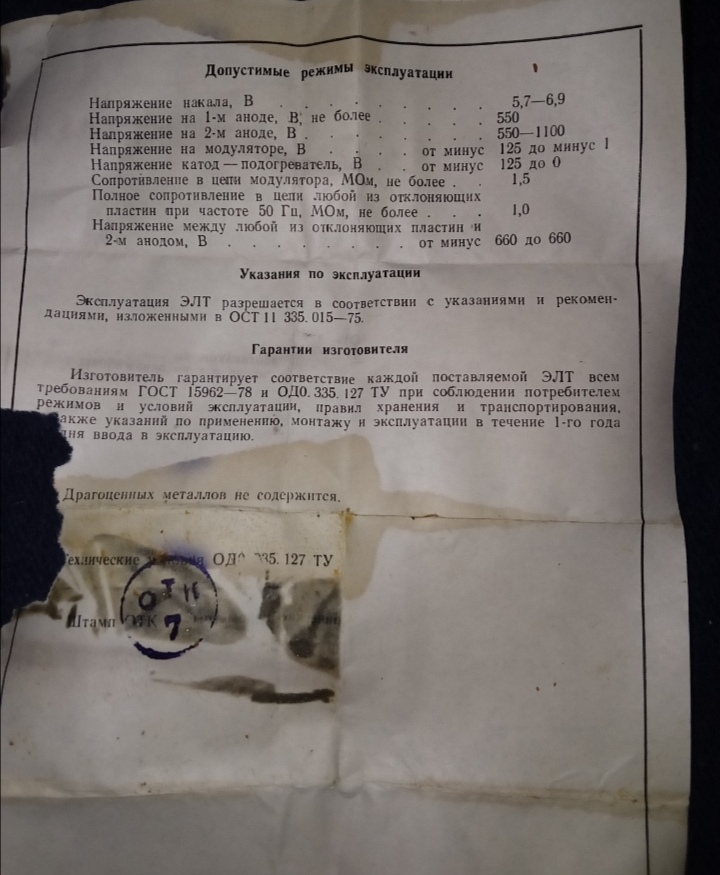 Допустимые режимы эксплуатации
Напряжение накала, В . . . . . . . . 5,7—6,9
Напряжение на 1-м аноде, В, не более . . . . . 550
Напряжение на 2-м аноде, В . . . . . . . 550—1100
Напряжение на модуляторе, В . . . . от минус 125 до минус 1
Напряжение катод — подогреватель, В . . от минус 125 до 0
Сопротивление в цепи модулятора, МОм, не более . . 1,5
Полное сопротивление в цепи любой из отклоняющих
пластин при частоте 50 Гц, МОм, не более . . . 1,0
Напряжение между любой из отклоняющих пластин и
2-м анодом, В . . . . . . . . от минус 660 до 660
Указания по эксплуатации
Эксплуатация ЭЛТ разрешается в соответствии с указаниями и рекомен-
дациями, изложенными в ОСТ 11 335. 015—75.
Гарантии изготовителя
Изготовитель гарантирует соответствие каждой поставляемой ЭЛТ всем
требованиям ГОСТ 15962—78 и ОД0. 335. 127 ТУ при соблюдении потребителем
режимов и условий эксплуатации, правил хранения и транспортирования,
также указаний по применению, монтажу и эксплуатации в течение 1-го года
дня ввода в эксплуатацию.
Драгоценных металлов не содержится.
Технические ОД0. 335. 127 ТУ
ОТК
Штамп ОТК
7